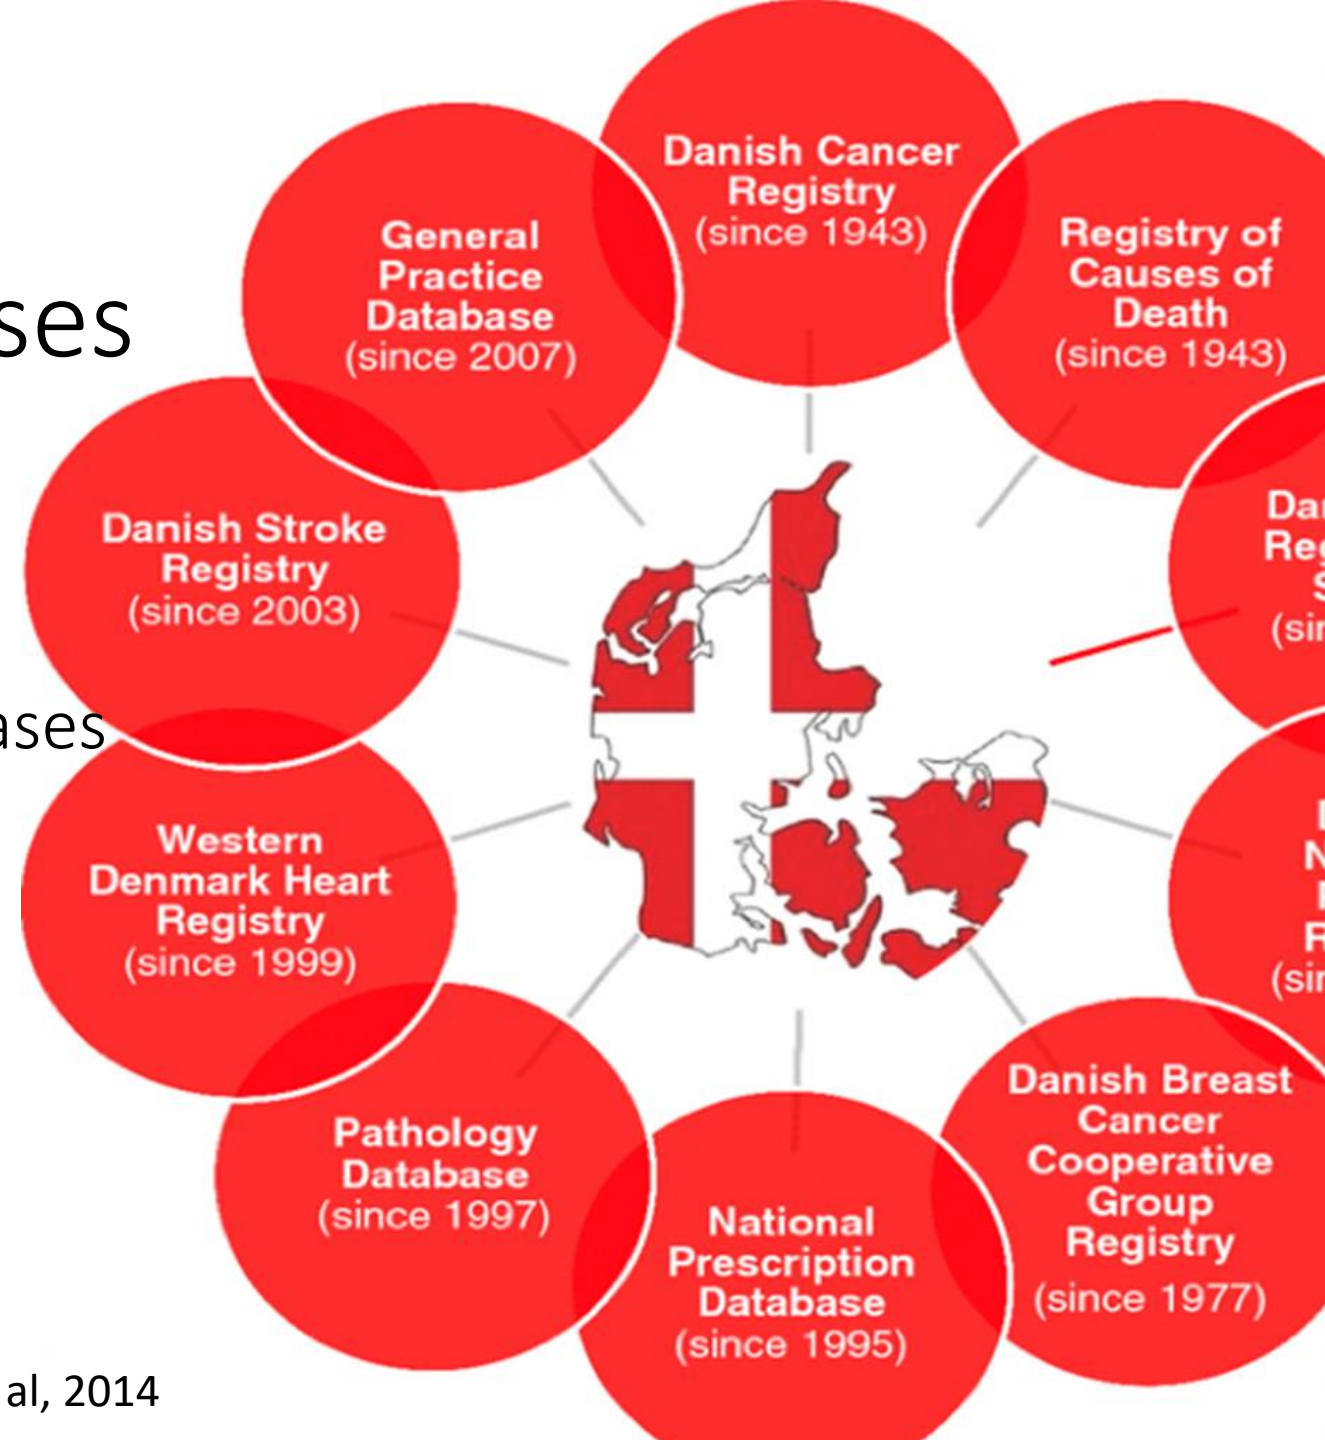 Danish Cancer
Registry
(since 1943)
Registry of
Causes of
Death
(since 1943)
General
Practice
Database
(since 2007)
Danish Stroke
Registry
(since 2003)
Western
Denmark Heart
Registry
(since 1999)
Pathology
Database
(since 1997)
National
Prescription
Database
(since 1995)
Danish Breast
Cancer
Cooperative
Group
Registry
(since 1977)
al, 2014